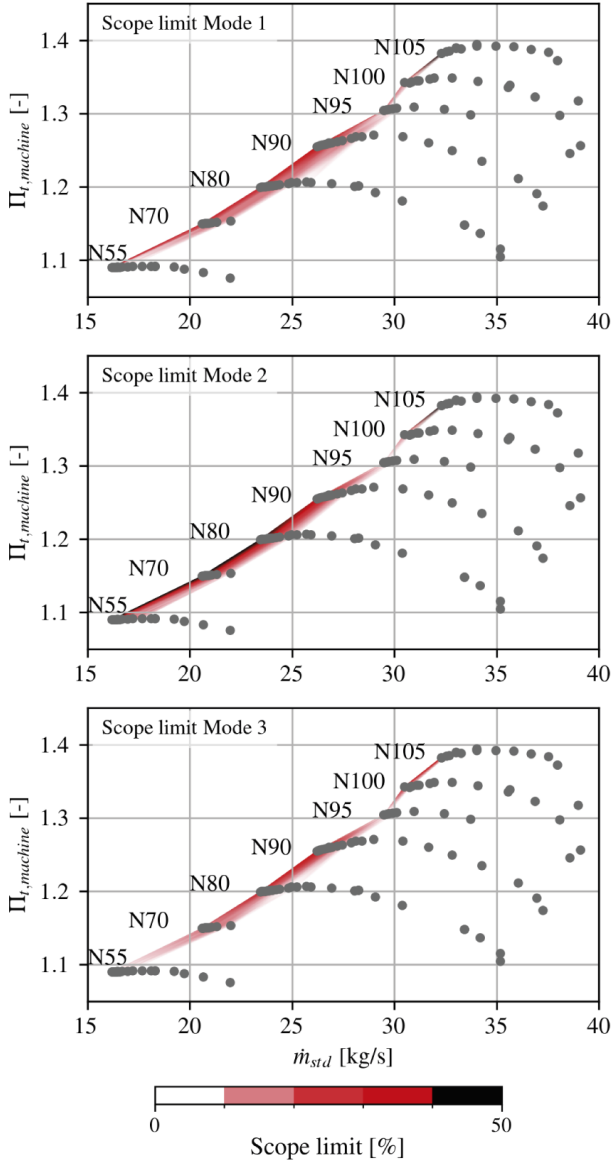 Scope limit Mode 1
1.4
1.3
1.2
1.1
Π_{t,machine} [-]
N105
N100
N95
N90
N80
N70
N55
15 20 25 30 35 40
Scope limit Mode 2
1.4
1.3
1.2
1.1
Π_{t,machine} [-]
N105
N100
N95
N90
N80
N70
N55
15 20 25 30 35 40
Scope limit Mode 3
1.4
1.3
1.2
1.1
Π_{t,machine} [-]
N105
N100
N95
N90
N80
N70
N55
15 20 25 30 35 40
ṁ_{std} [kg/s]
0 50
Scope limit [%]